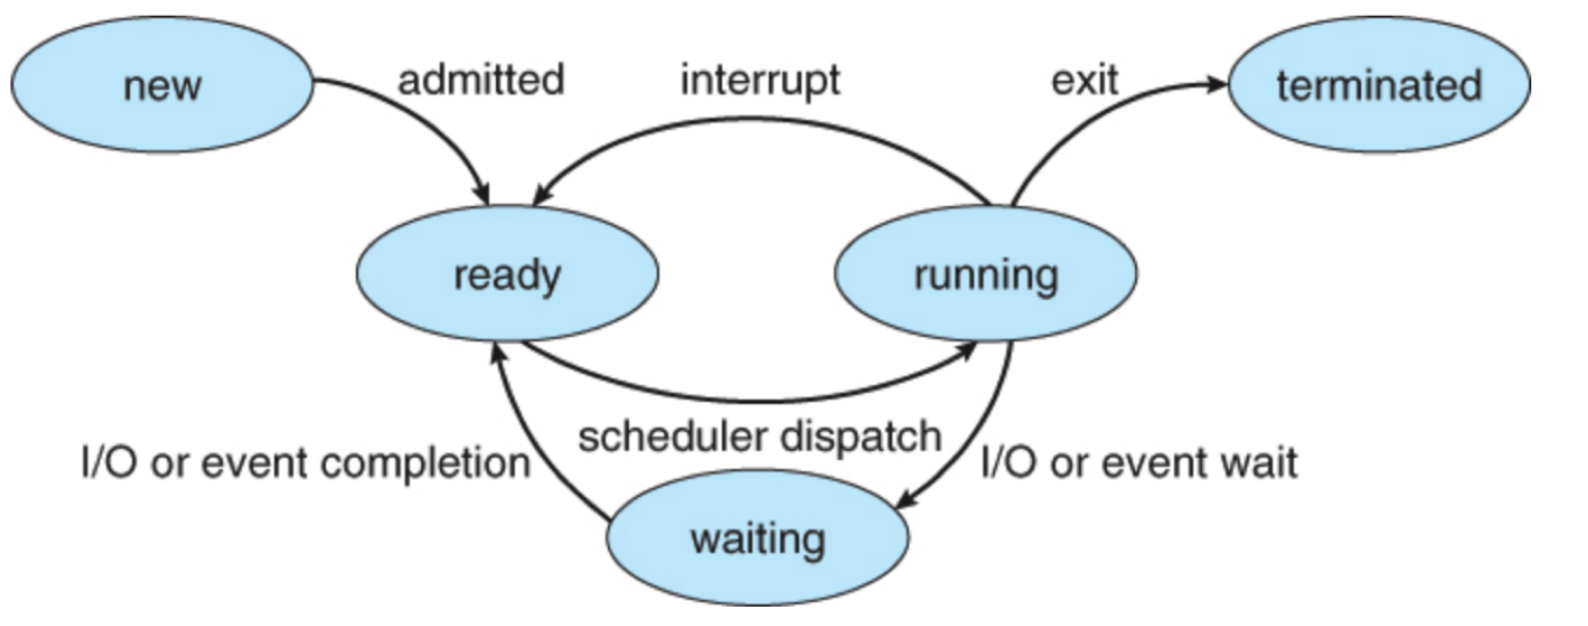 new
admitted
interrupt
exit
terminated
ready
running
scheduler dispatch
I/O or event completion
I/O or event wait
waiting